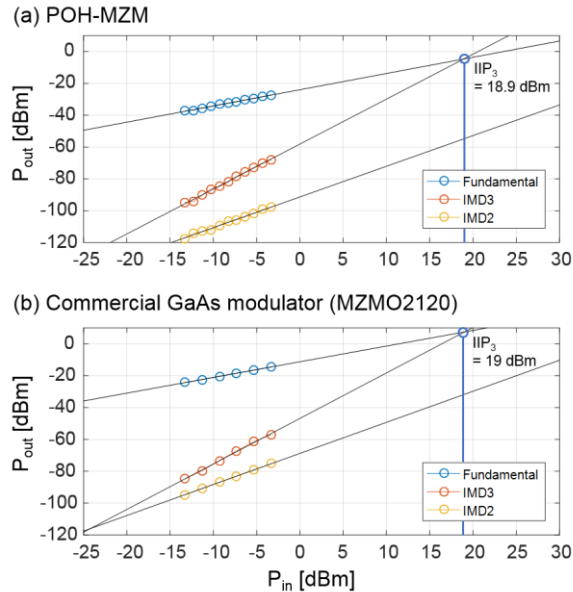 (a) POH-MZM
0
-20
-40
-60
-80
-100
-120
P_out [dBm]
IIP_3
= 18.9 dBm
Fundamental
IMD3
IMD2
-25 -20 -15 -10 -5 0 5 10 15 20 25 30
(b) Commercial GaAs modulator (MZMO2120)
0
-20
-40
-60
-80
-100
-120
P_out [dBm]
IIP_3
= 19 dBm
Fundamental
IMD3
IMD2
-25 -20 -15 -10 -5 0 5 10 15 20 25 30
P_in [dBm]